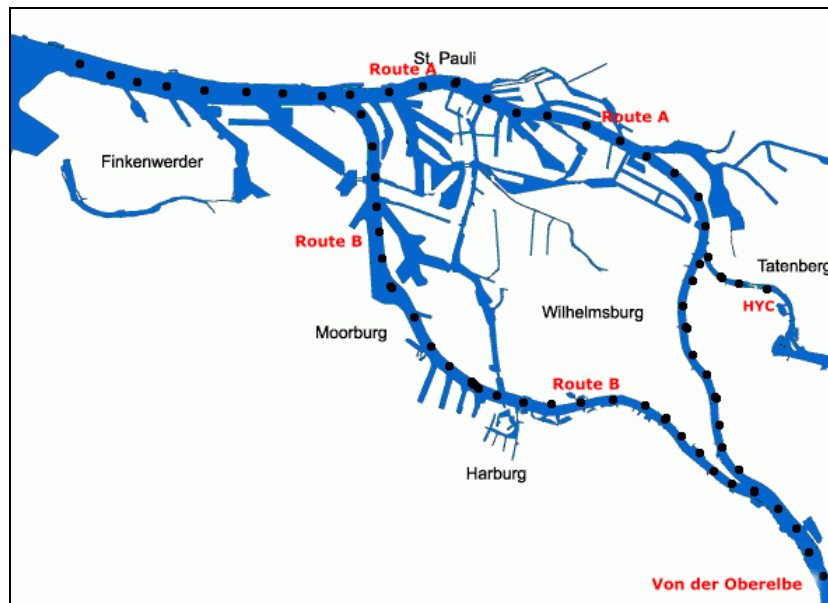 St. Pauli
Route A
Route A
Finkenwerder
Route B
Tatenberg
HYC
Wilhelmsburg
Moorburg
Route B
Harburg
Von der Oberelbe